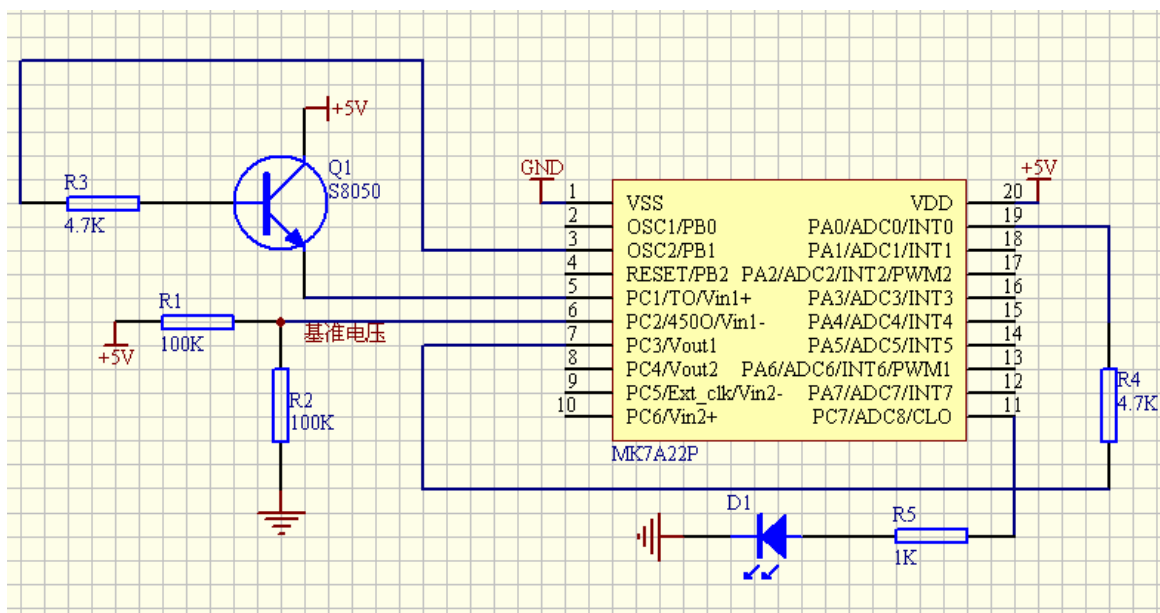 +5V
Q1
S8050
R3
4.7K
R1
100K
+5V
基准电压
R2
100K
GND
+5V
1
2
3
4
5
6
7
8
9
10
VSS
OSC1/PB0
OSC2/PB1
RESET/PB2
PC1/TO/Vin1+
PC2/450O/Vin1-
PC3/Vout1
PC4/Vout2
PC5/Ext_clk/Vin2-
PC6/Vin2+
VDD
PA0/ADC0/INT0
PA1/ADC1/INT1
PA2/ADC2/INT2/PWM2
PA3/ADC3/INT3
PA4/ADC4/INT4
PA5/ADC5/INT5
PA6/ADC6/INT6/PWM1
PA7/ADC7/INT7
PC7/ADC8/CLO
20
19
18
17
16
15
14
13
12
11
MK7A22P
R4
4.7K
D1
R5
1K